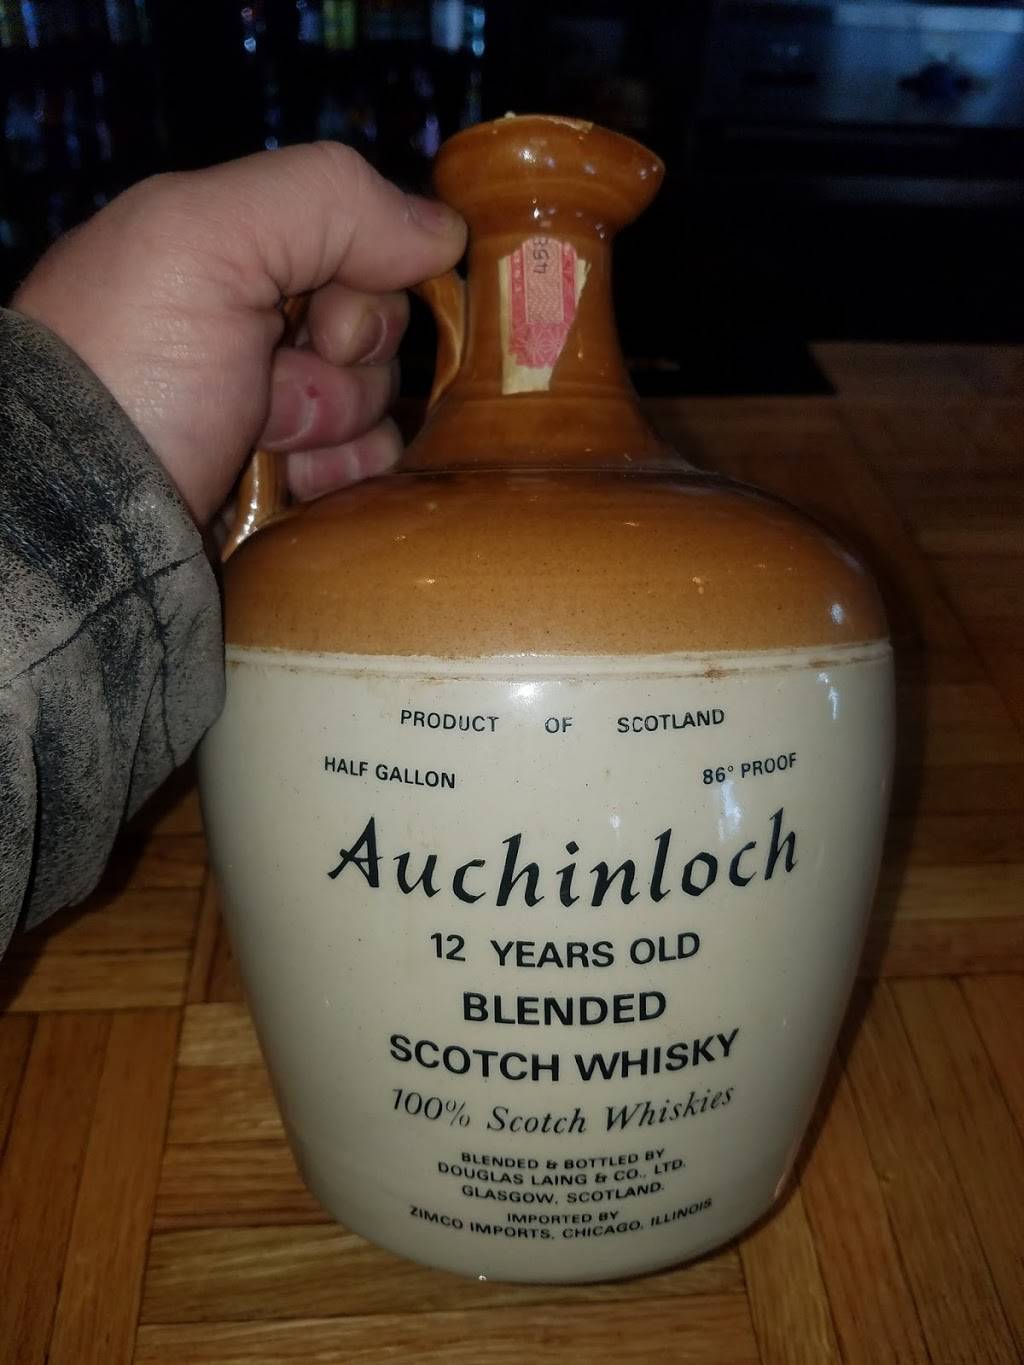 458
PRODUCT OF SCOTLAND
HALF GALLON 86° PROOF
Auchinloch
12 YEARS OLD
BLENDED
SCOTCH WHISKY
100% Scotch Whiskies
BLENDED & BOTTLED BY
DOUGLAS LAING & CO., LTD.
GLASGOW, SCOTLAND.
IMPORTED BY
ZIMCO IMPORTS, CHICAGO, ILLINOIS